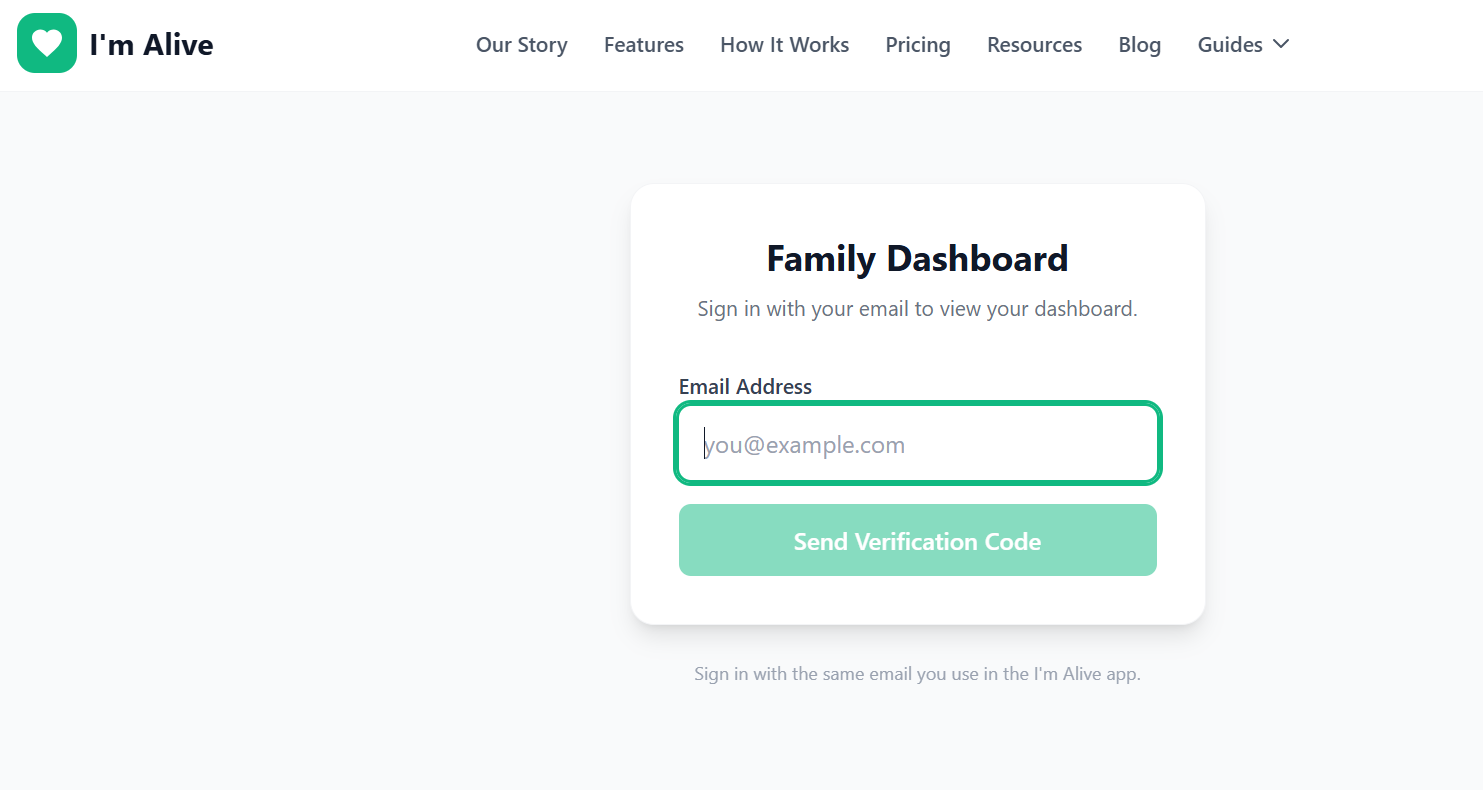 I'm Alive
Our Story
Features
How It Works
Pricing
Resources
Blog
Guides
Family Dashboard
Sign in with your email to view your dashboard.
Email Address
you@example.com
Send Verification Code
Sign in with the same email you use in the I'm Alive app.